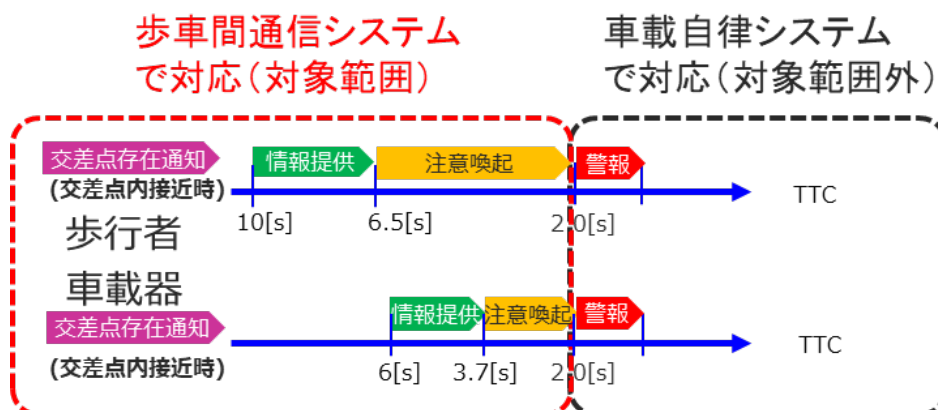 歩車間通信システム
で対応(対象範囲)
車載自律システム
で対応(対象範囲外)
交差点存在通知
(交差点内接近時)
情報提供
注意喚起
警報
TTC
10[s]
6.5[s]
2.0[s]
歩行者
車載器
交差点存在通知
(交差点内接近時)
情報提供
注意喚起
警報
TTC
6[s]
3.7[s]
2.0[s]